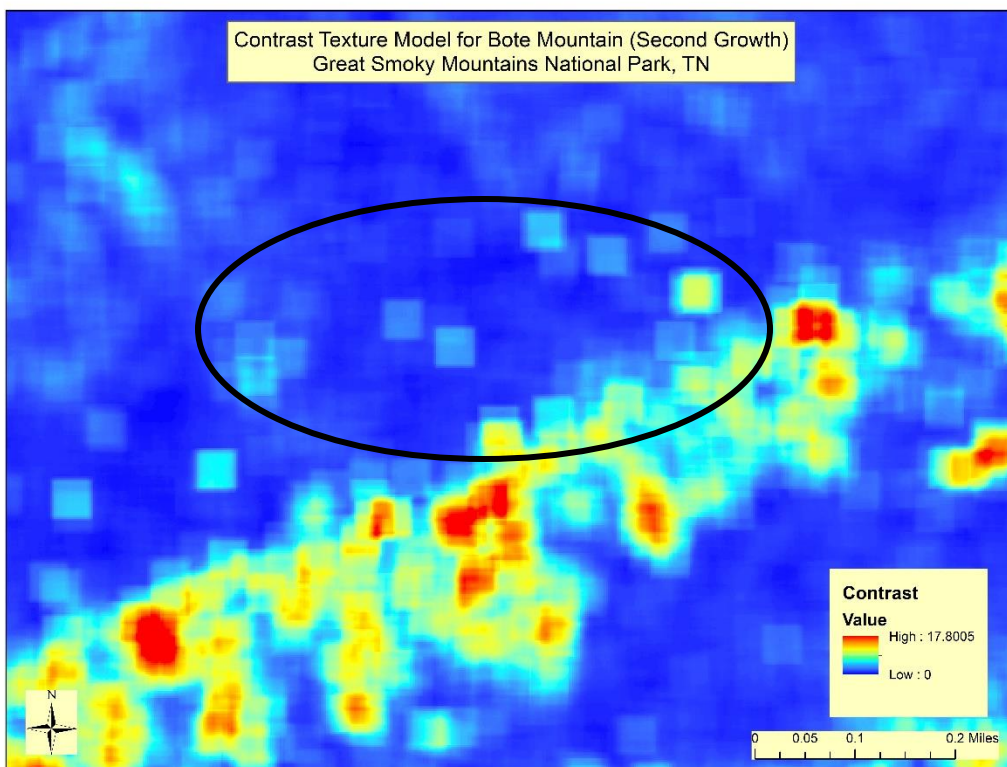 Contrast Texture Model for Bote Mountain (Second Growth)
Great Smoky Mountains National Park, TN
Contrast
Value
High : 17.8005
Low : 0
N
0 0.05 0.1 0.2 Miles